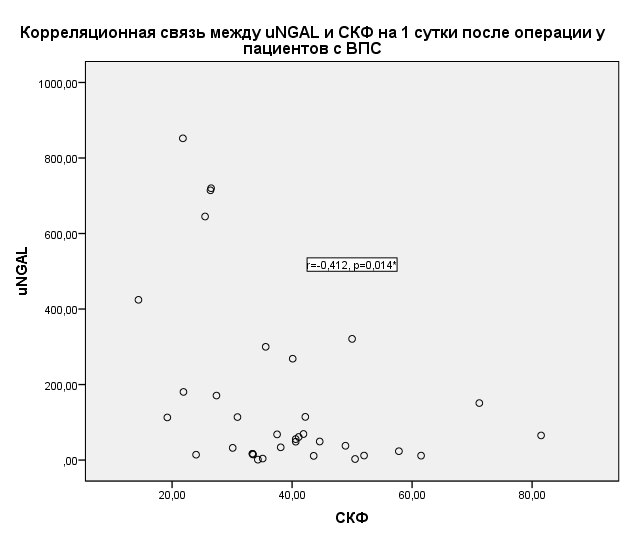 Корреляционная связь между uNGAL и СКФ на 1 сутки после операции у
пациентов с ВПС
1000,00
800,00
600,00
400,00
200,00
,00
uNGAL
r=-0,412, p=0,014*
20,00
40,00
60,00
80,00
СКФ